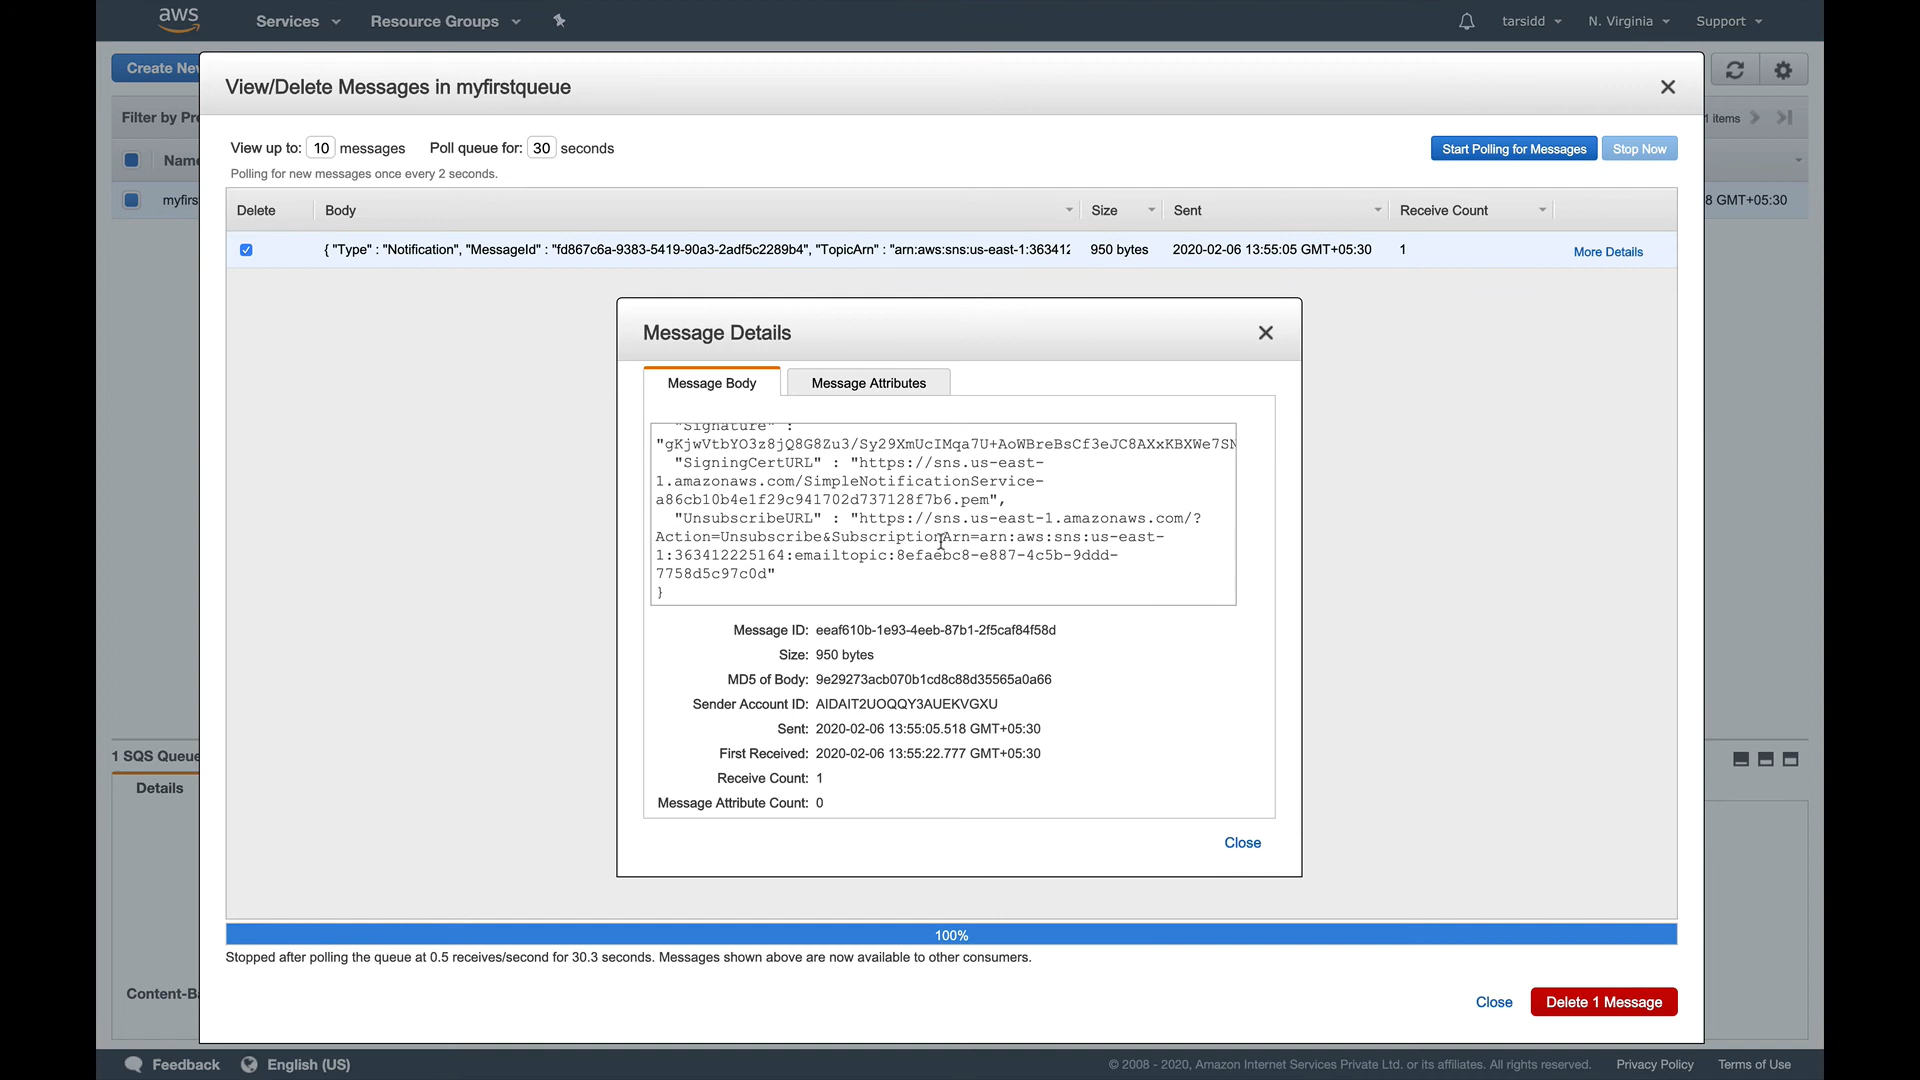 aws
Services
Resource Groups
tarsidd
N. Virginia
Support
Create Ne
View/Delete Messages in myfirstqueue
Filter by Pre
1 items
View up to: 10 messages Poll queue for: 30 seconds
Start Polling for Messages
Stop Now
Polling for new messages once every 2 seconds.
Name
Delete
Body
Size
Sent
Receive Count
myfirs
8 GMT+05:30
{ "Type" : "Notification", "MessageId" : "fd867c6a-9383-5419-90a3-2adf5c2289b4", "TopicArn" : "arn:aws:sns:us-east-1:363412
950 bytes
2020-02-06 13:55:05 GMT+05:30
1
More Details
Message Details
Message Body
Message Attributes
"Signature" :
"gKjwVtbYO3z8jQ8G8Zu3/Sy29XmUcIMqa7U+AoWBreBsCf3eJC8AXxKBXWe7SN
"SigningCertURL" : "https://sns.us-east-
1.amazonaws.com/SimpleNotificationService-
a86cb10b4e1f29c941702d737128f7b6.pem",
"UnsubscribeURL" : "https://sns.us-east-1.amazonaws.com/?
Action=Unsubscribe&SubscriptionArn=arn:aws:sns:us-east-
1:363412225164:emailtopic:8efaebc8-e887-4c5b-9ddd-
7758d5c97c0d"
}
Message ID: eeaf610b-1e93-4eeb-87b1-2f5caf84f58d
Size: 950 bytes
MD5 of Body: 9e29273acb070b1cd8c88d35565a0a66
Sender Account ID: AIDAIT2UOQQY3AUEKVGXU
Sent: 2020-02-06 13:55:05.518 GMT+05:30
First Received: 2020-02-06 13:55:22.777 GMT+05:30
Receive Count: 1
Message Attribute Count: 0
Close
1 SQS Queue
Details
Content-Ba
100%
Stopped after polling the queue at 0.5 receives/second for 30.3 seconds. Messages shown above are now available to other consumers.
Close
Delete 1 Message
Feedback
English (US)
© 2008 - 2020, Amazon Internet Services Private Ltd. or its affiliates. All rights reserved.
Privacy Policy
Terms of Use